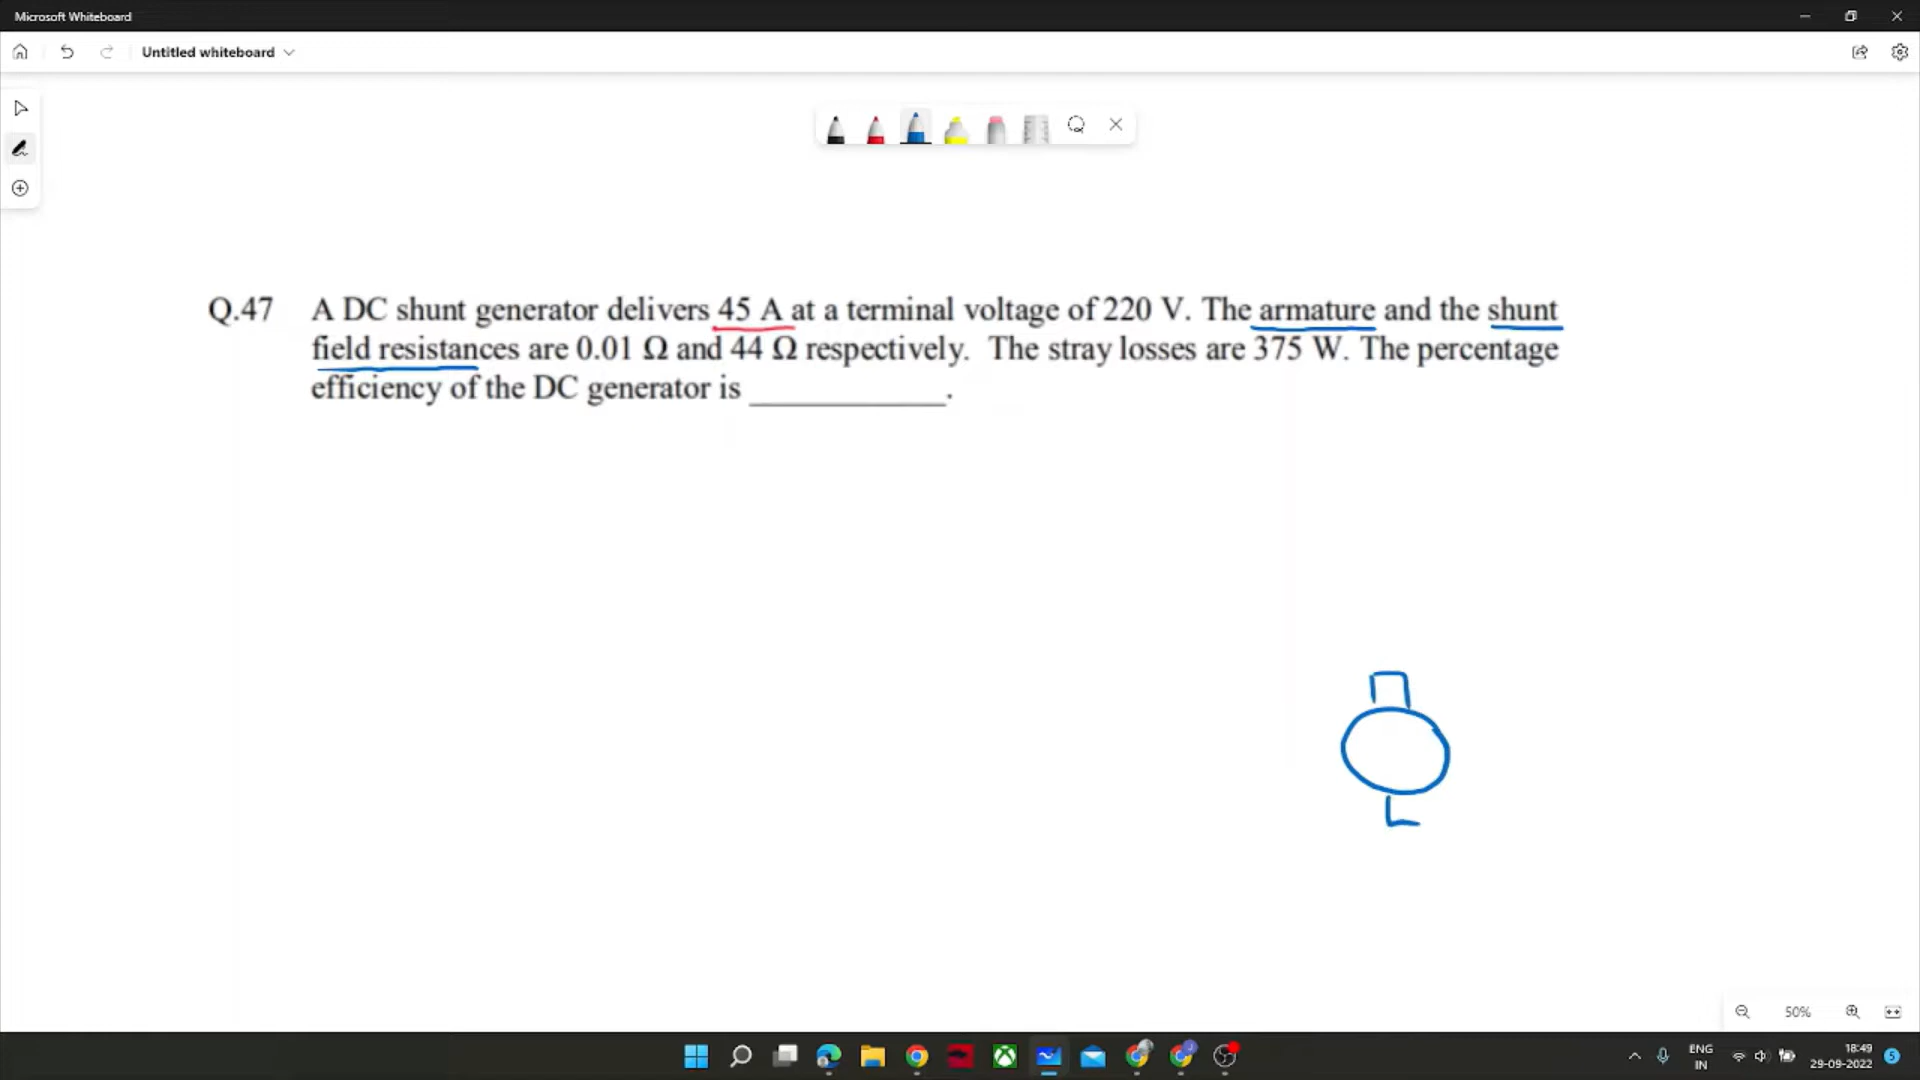 Microsoft Whiteboard
Untitled whiteboard
Q.47 A DC shunt generator delivers 45 A at a terminal voltage of 220 V. The armature and the shunt
field resistances are 0.01 Ω and 44 Ω respectively. The stray losses are 375 W. The percentage
efficiency of the DC generator is ____________.
50%
ENG
IN
18:49
29-09-2022
5